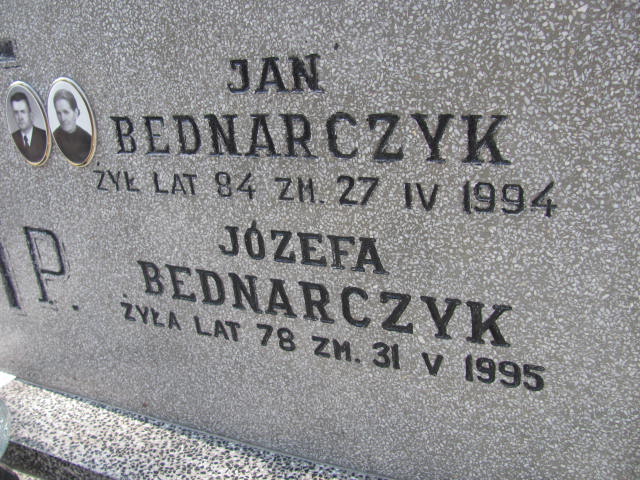 JAN
BEDNARCZYK
ŻYŁ LAT 84 ZM. 27 IV 1994
JÓZEFA
BEDNARCZYK
ŻYŁA LAT 78 ZM. 31 V 1995
P.